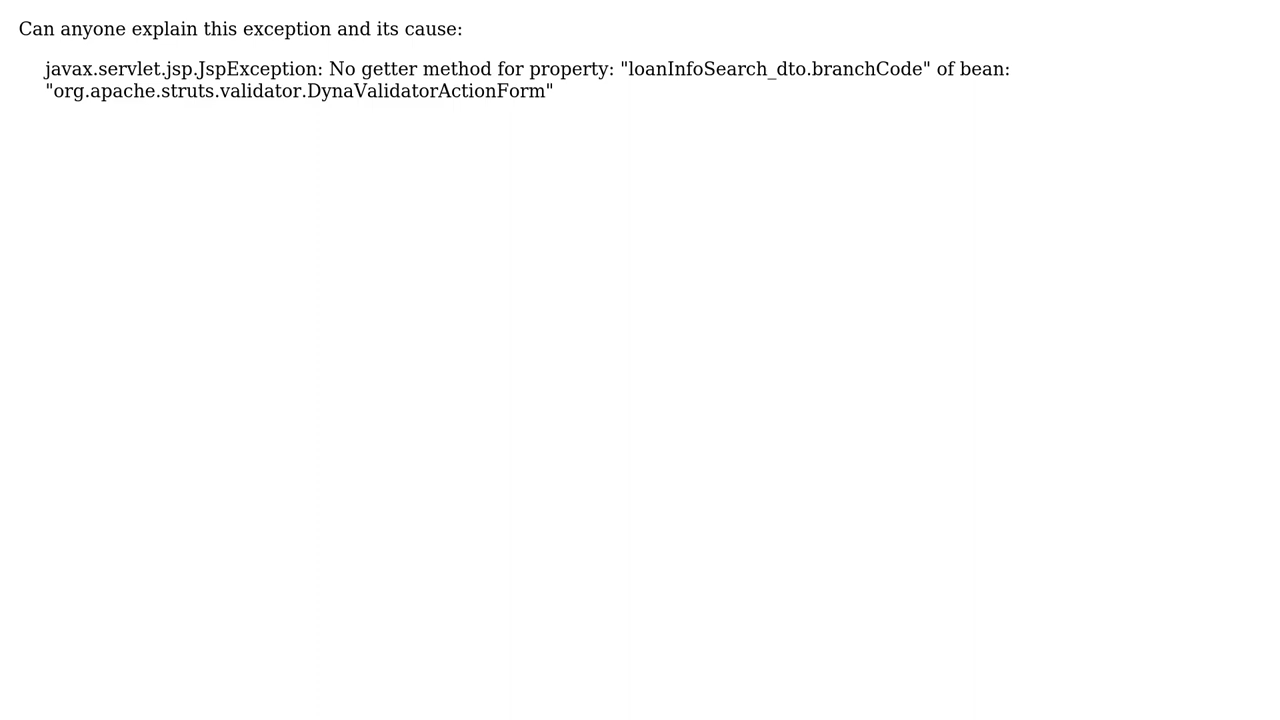 Can anyone explain this exception and its cause:
javax.servlet.jsp.JspException: No getter method for property: "loanInfoSearch_dto.branchCode" of bean:
"org.apache.struts.validator.DynaValidatorActionForm"